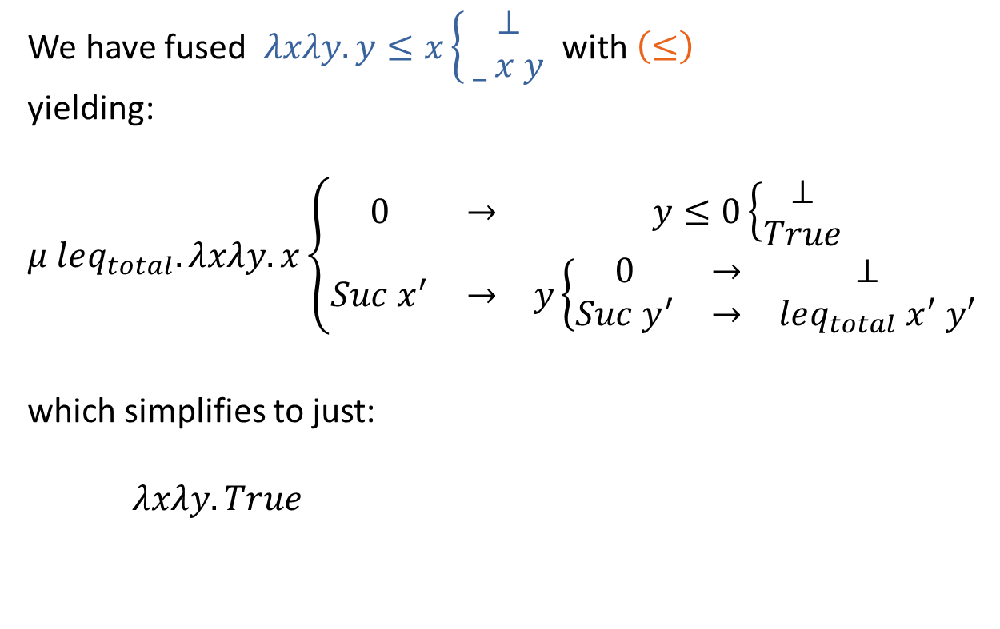 We have fused λxλy. y ≤ x { ⊥ _ x y with (≤)
yielding:
μ leq_total. λxλy. x { 0 → y ≤ 0 { ⊥ True
Suc x′ → y { 0 → ⊥
Suc y′ → leq_total x′ y′
which simplifies to just:
λxλy. True